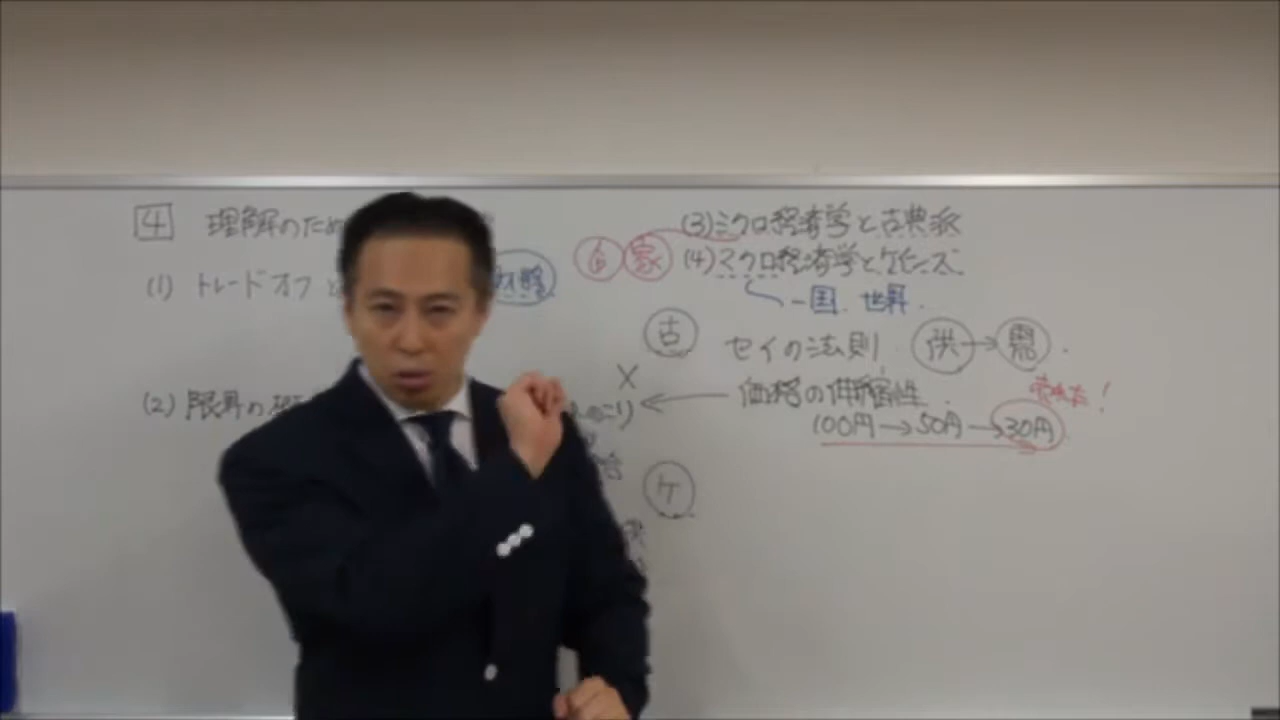 4 理解のため
(1) トレードオフ
(2) 限界の
(3) ミクロ経済学と古典派
企 家 (4) マクロ経済学とケインズ.
一国. 世界.
古 セイの法則 供→需.
× ← 価格の伸縮性. 売れた!
100円→50円→30円
ケ